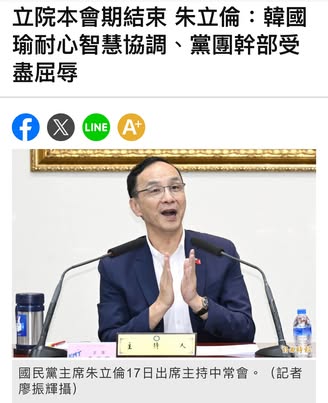 立院本會期結束 朱立倫：韓國
瑜耐心智慧協調、黨團幹部受
盡屈辱
LINE
A+
主 持 人
國民黨主席朱立倫17日出席主持中常會。（記者
廖振輝攝）